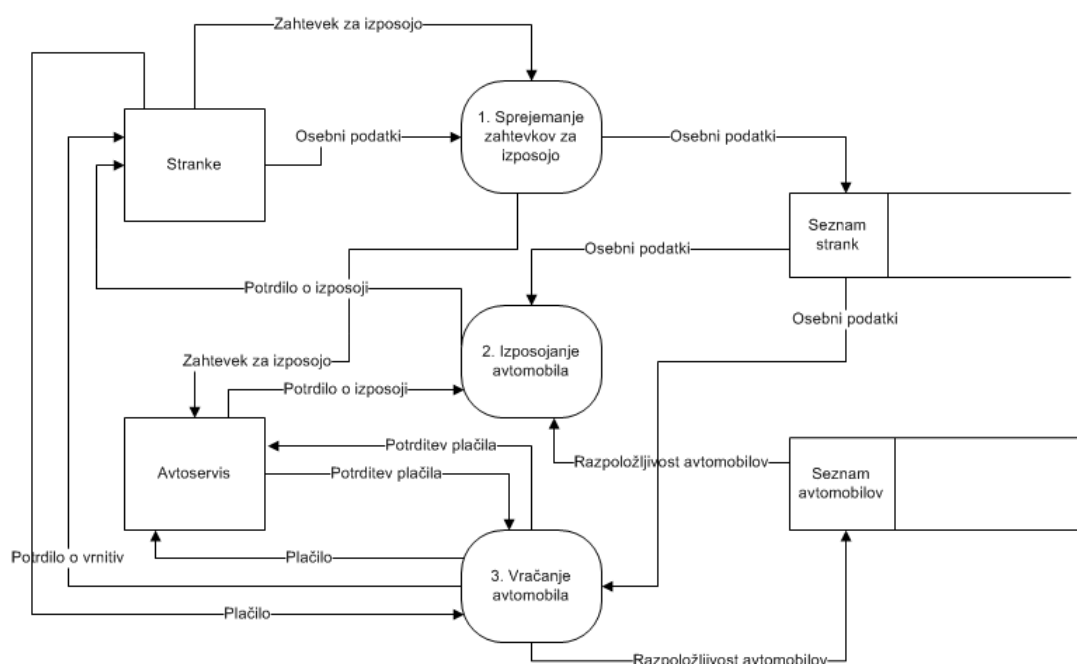 Zahtevek za izposojo
1. Sprejemanje
zahtevkov za
izposojo
Osebni podatki
Osebni podatki
Stranke
Seznam
strank
Osebni podatki
Potrdilo o izposoji
Osebni podatki
2. Izposojanje
avtomobila
Zahtevek za izposojo
Potrdilo o izposoji
Potrditev plačila
Razpoložljivost avtomobilov
Avtoservis
Potrditev plačila
Seznam
avtomobilov
Potrdilo o vrnitiv
Plačilo
3. Vračanje
avtomobila
Plačilo
Razpoložljivost avtomobilov